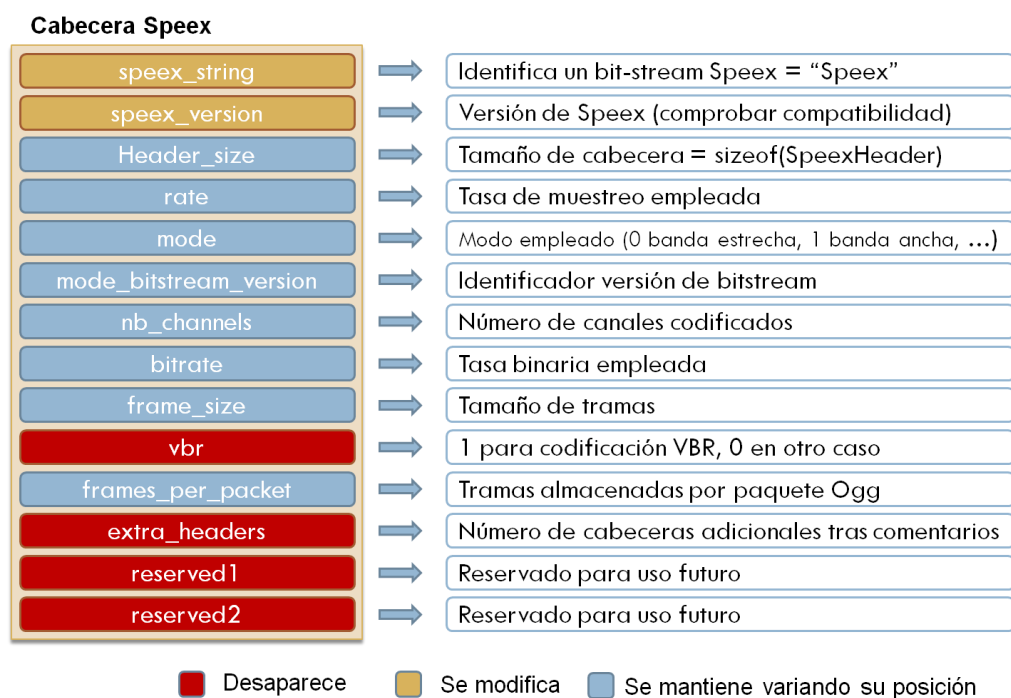 Cabecera Speex
speex_string
Identifica un bit-stream Speex = “Speex”
speex_version
Versión de Speex (comprobar compatibilidad)
Header_size
Tamaño de cabecera = sizeof(SpeexHeader)
rate
Tasa de muestreo empleada
mode
Modo empleado (0 banda estrecha, 1 banda ancha, ...)
mode_bitstream_version
Identificador versión de bitstream
nb_channels
Número de canales codificados
bitrate
Tasa binaria empleada
frame_size
Tamaño de tramas
vbr
1 para codificación VBR, 0 en otro caso
frames_per_packet
Tramas almacenadas por paquete Ogg
extra_headers
Número de cabeceras adicionales tras comentarios
reserved1
Reservado para uso futuro
reserved2
Reservado para uso futuro
Desaparece
Se modifica
Se mantiene variando su posición